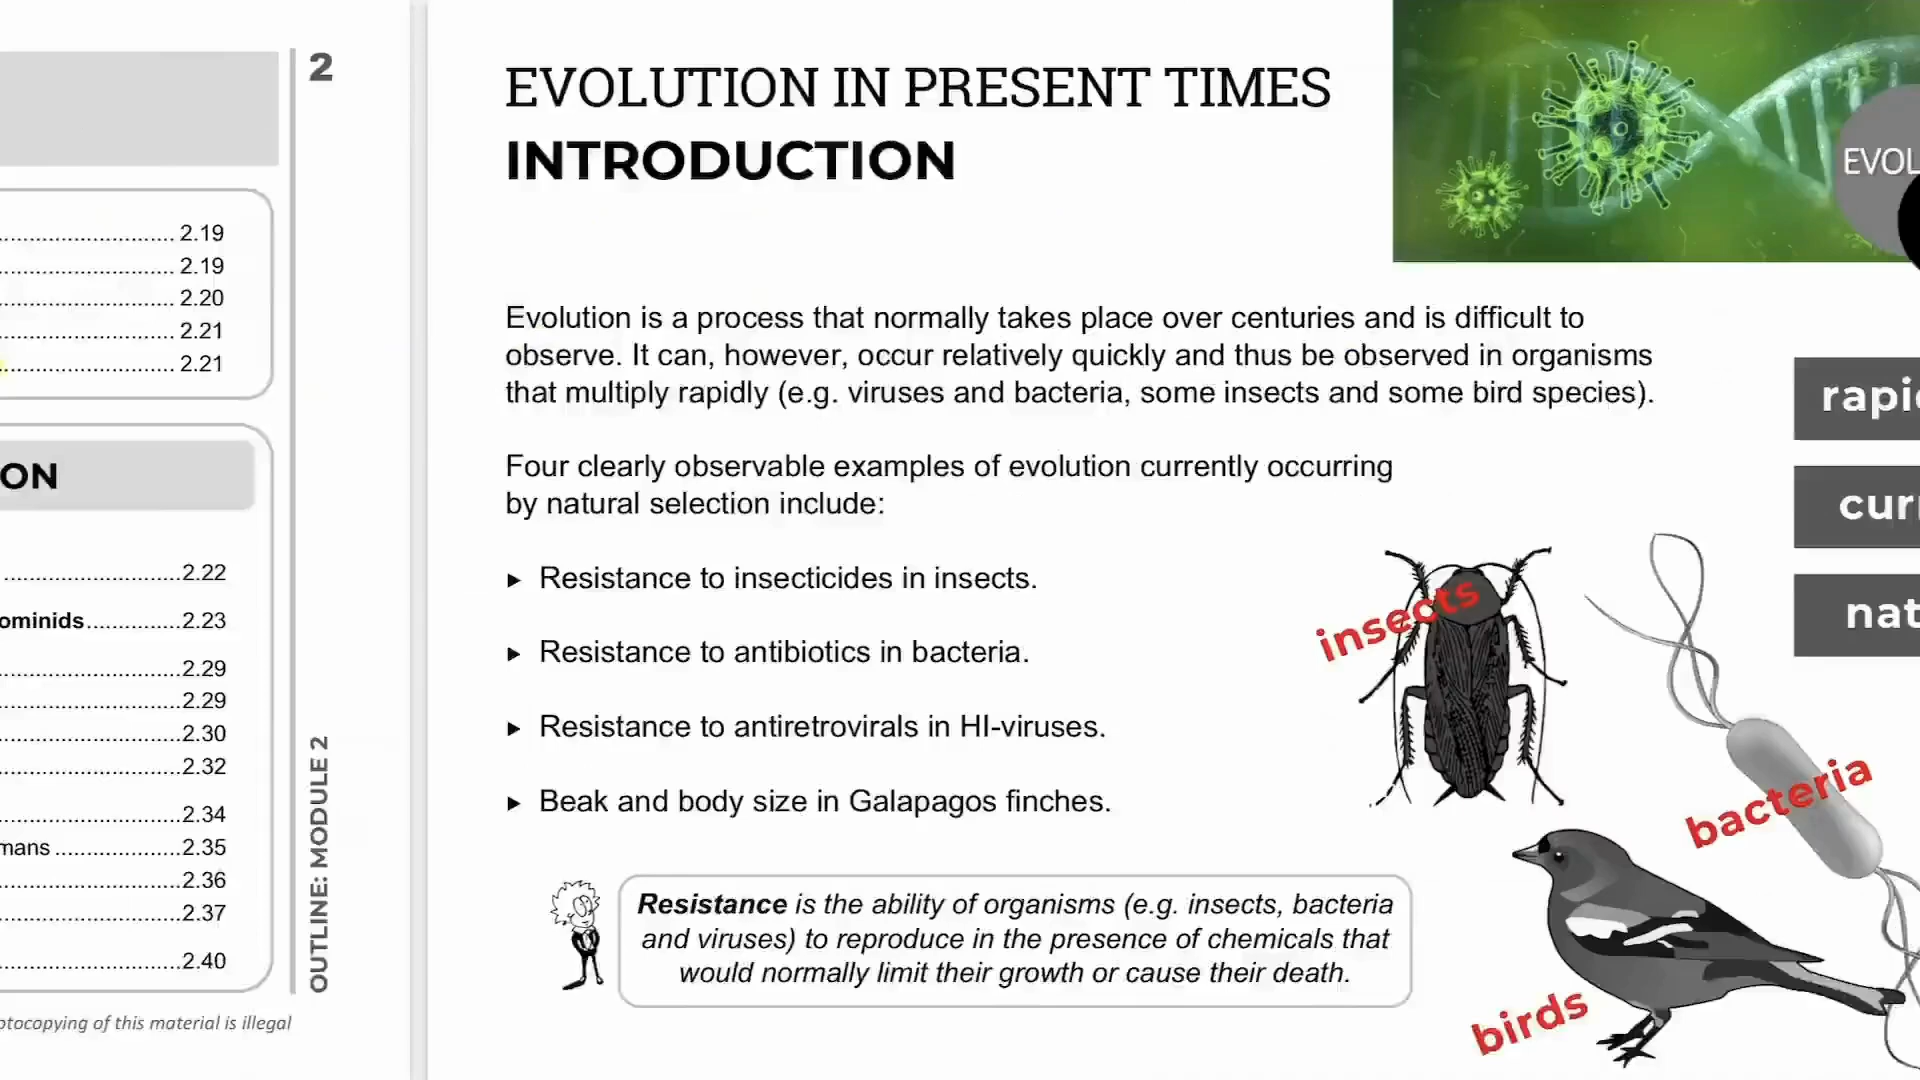 2
2.19
2.19
2.20
2.21
2.21
ON
2.22
ominids 2.23
2.29
2.29
2.30
2.32
2.34
mans 2.35
2.36
2.37
2.40
OUTLINE: MODULE 2
otocopying of this material is illegal
EVOLUTION IN PRESENT TIMES
INTRODUCTION
EVOL
Evolution is a process that normally takes place over centuries and is difficult to
observe. It can, however, occur relatively quickly and thus be observed in organisms
that multiply rapidly (e.g. viruses and bacteria, some insects and some bird species).
Four clearly observable examples of evolution currently occurring
by natural selection include:
▸ Resistance to insecticides in insects.
▸ Resistance to antibiotics in bacteria.
▸ Resistance to antiretrovirals in HI-viruses.
▸ Beak and body size in Galapagos finches.
Resistance is the ability of organisms (e.g. insects, bacteria
and viruses) to reproduce in the presence of chemicals that
would normally limit their growth or cause their death.
insects
bacteria
birds
rapi
curr
nat